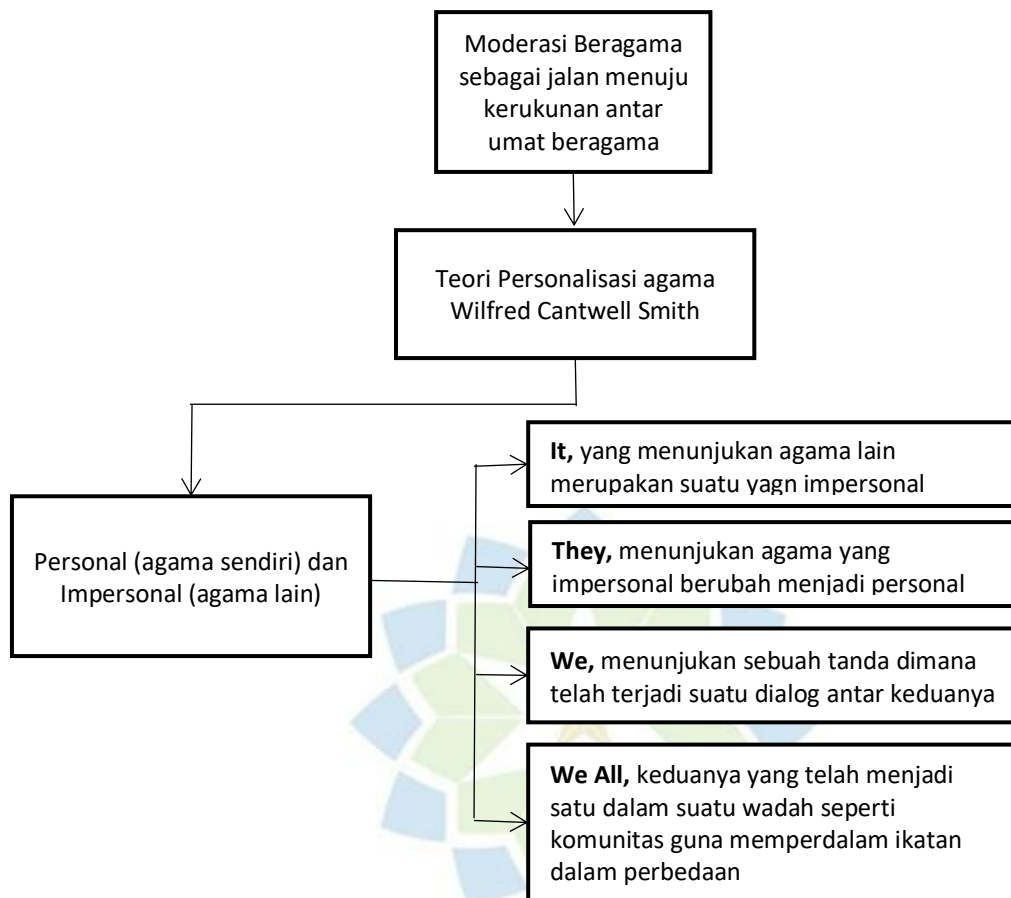 Moderasi Beragama
sebagai jalan menuju
kerukunan antar
umat beragama
Teori Personalisasi agama
Wilfred Cantwell Smith
Personal (agama sendiri) dan
Impersonal (agama lain)
It, yang menunjukan agama lain
merupakan suatu yagn impersonal
They, menunjukan agama yang
impersonal berubah menjadi personal
We, menunjukan sebuah tanda dimana
telah terjadi suatu dialog antar keduanya
We All, keduanya yang telah menjadi
satu dalam suatu wadah seperti
komunitas guna memperdalam ikatan
dalam perbedaan